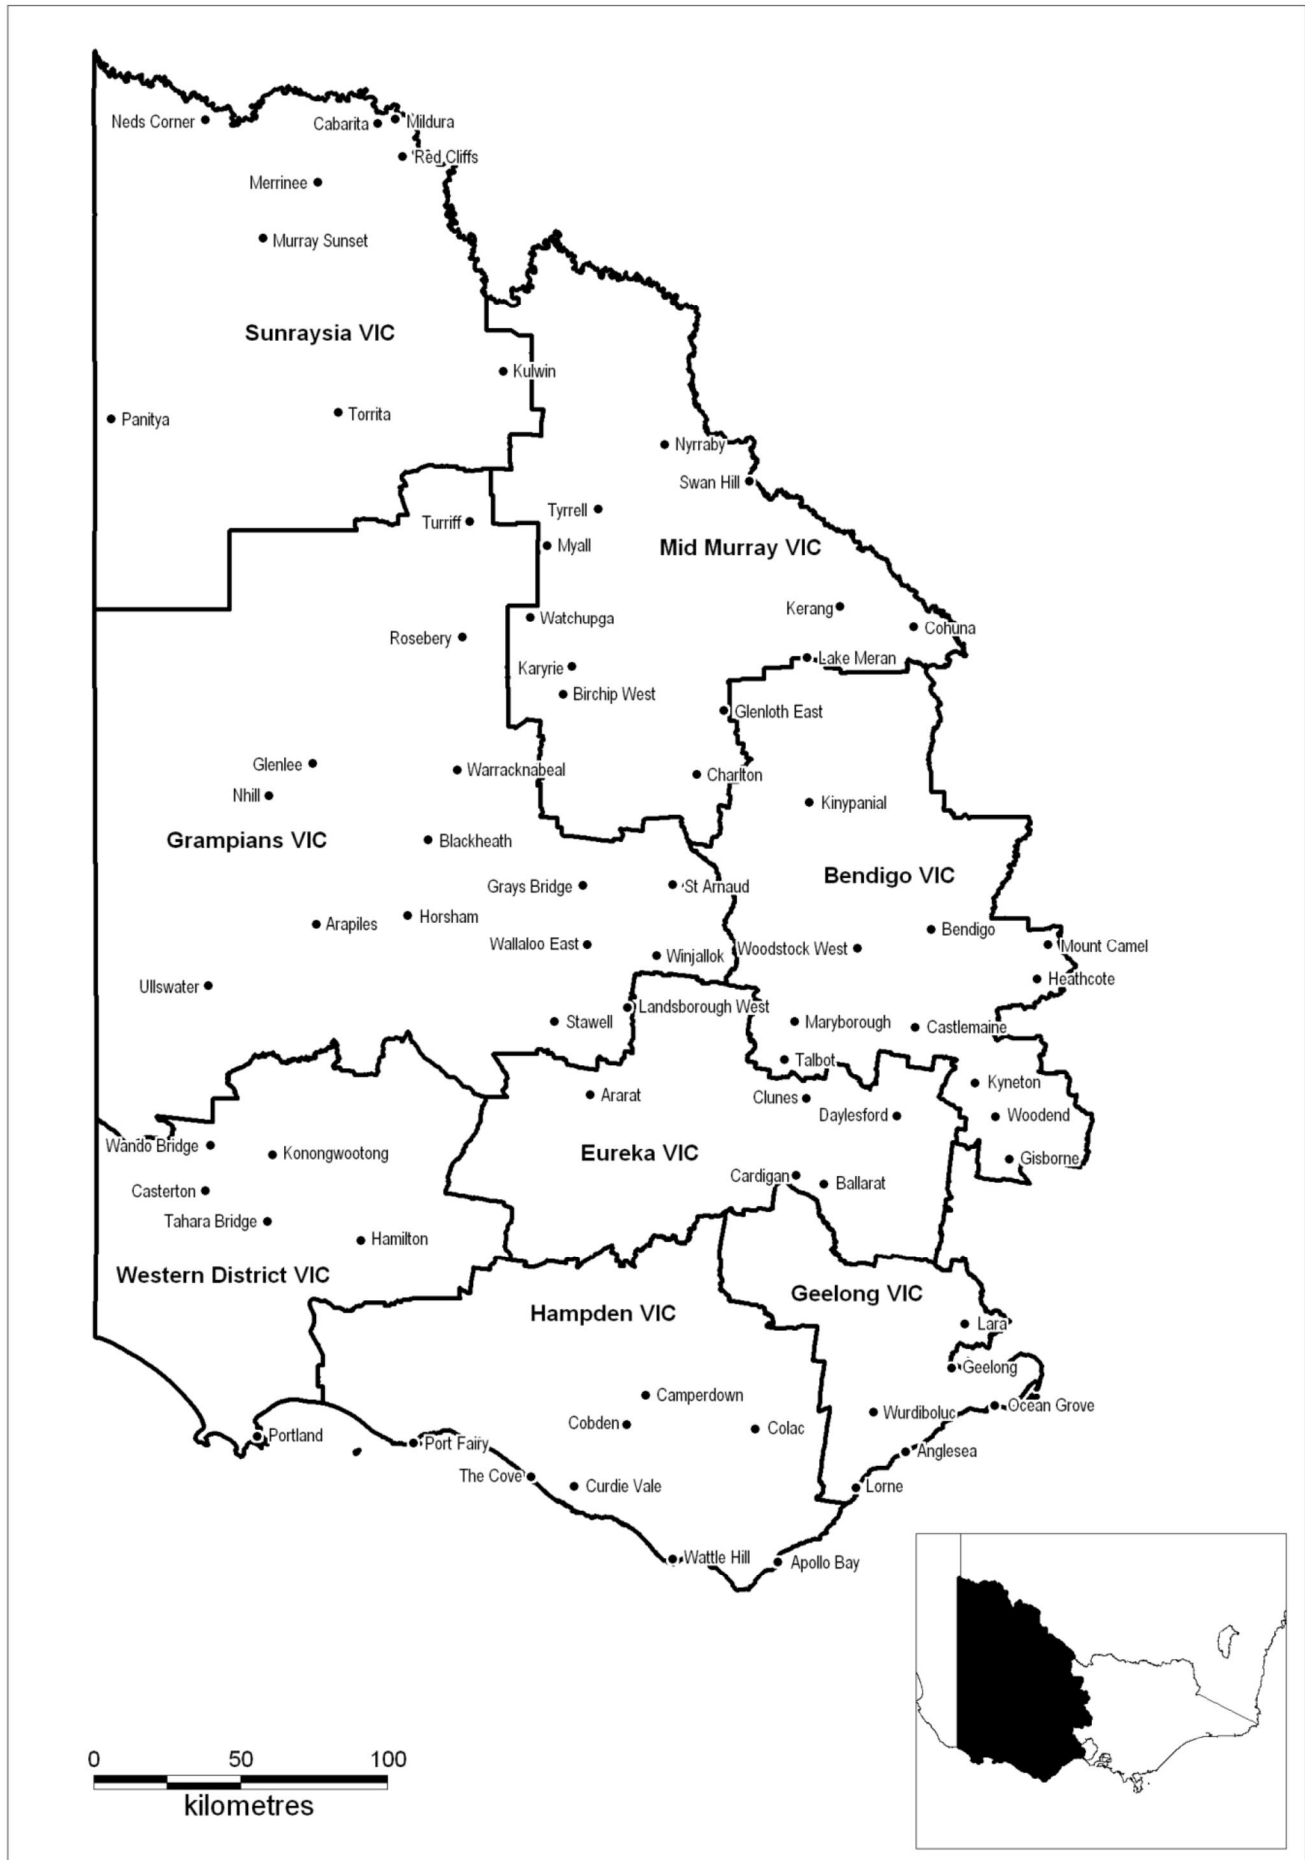 Neds Corner
Cabarita
Mildura
Red Cliffs
Merrinee
Murray Sunset
Sunraysia VIC
Kulwin
Panitya
Torrita
Nyrraby
Swan Hill
Tyrrell
Turriff
Myall
Mid Murray VIC
Kerang
Watchupga
Cohuna
Rosebery
Lake Meran
Karyrie
Birchip West
Glenloth East
Glenlee
Warracknabeal
Charlton
Nhill
Kinypanial
Grampians VIC
Blackheath
Bendigo VIC
Grays Bridge
St Arnaud
Arapiles
Horsham
Bendigo
Wallaloo East
Winjallok
Woodstock West
Mount Camel
Heathcote
Ullswater
Landsborough West
Stawell
Maryborough
Castlemaine
Talbot
Kyneton
Ararat
Clunes
Daylesford
Woodend
Wando Bridge
Konongwootong
Eureka VIC
Gisborne
Cardigan
Ballarat
Casterton
Tahara Bridge
Hamilton
Western District VIC
Geelong VIC
Hampden VIC
Lara
Geelong
Camperdown
Ocean Grove
Wurdiboluc
Cobden
Colac
Portland
Port Fairy
Anglesea
The Cove
Curdie Vale
Lorne
Wattle Hill
Apollo Bay
0 50 100
kilometres